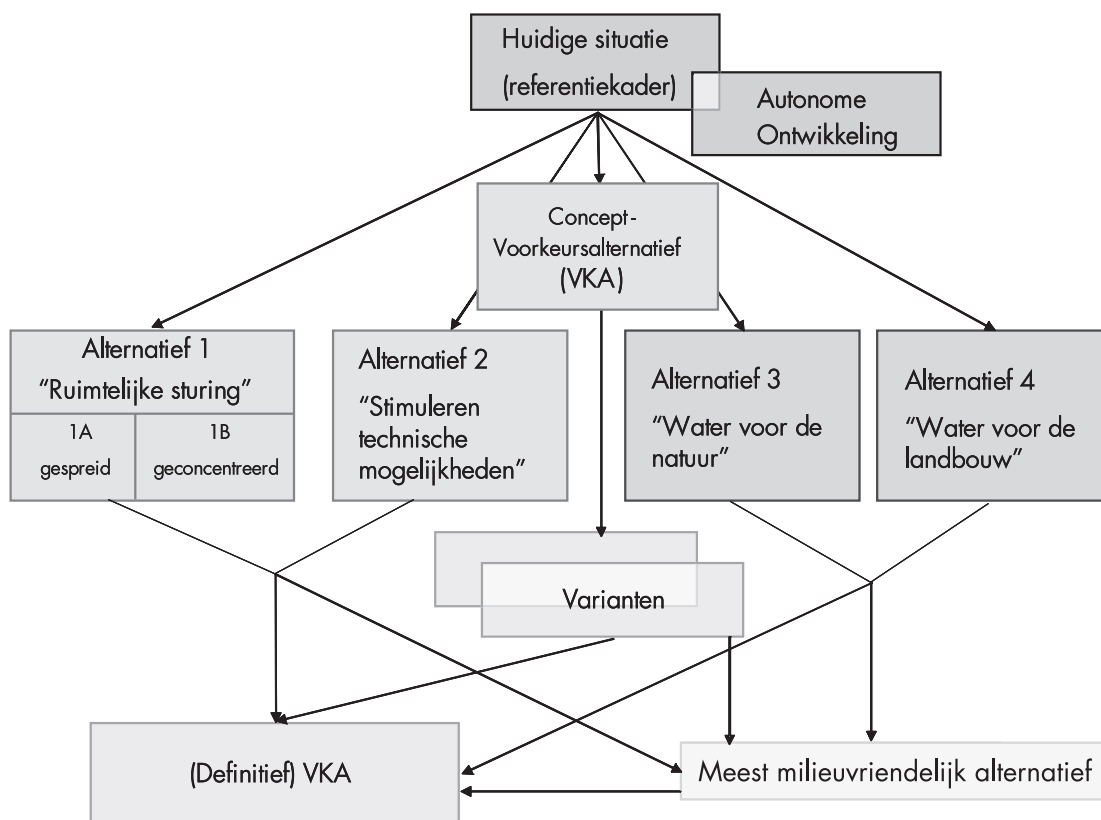 Huidige situatie
(referentiekader)
Autonome
Ontwikkeling
Concept-
Voorkeursalternatief
(VKA)
Alternatief 1
“Ruimtelijke sturing”
1A
gespreid
1B
geconcentreerd
Alternatief 2
“Stimuleren
technische
mogelijkheden”
Alternatief 3
“Water voor de
natuur”
Alternatief 4
“Water voor de
landbouw”
Varianten
(Definitief) VKA
Meest milieuvriendelijk alternatief